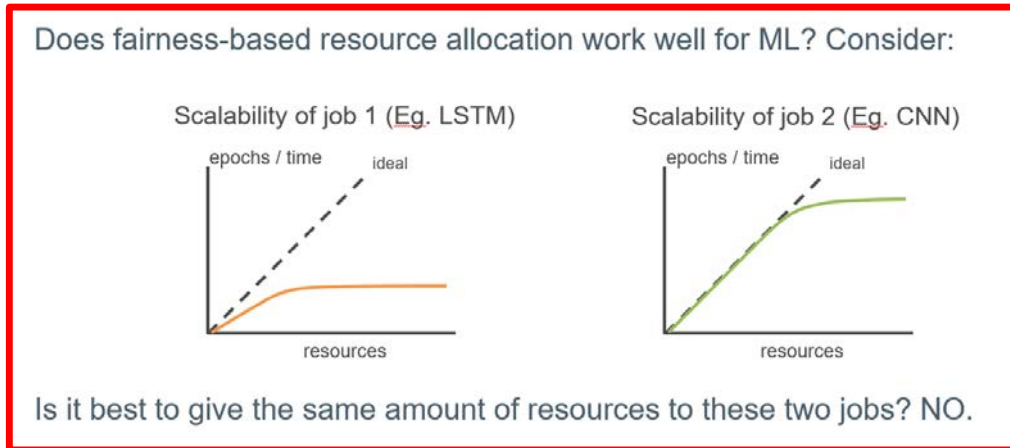 Does fairness-based resource allocation work well for ML? Consider:
Scalability of job 1 (Eg. LSTM)
epochs / time
ideal
resources
Scalability of job 2 (Eg. CNN)
epochs / time
ideal
resources
Is it best to give the same amount of resources to these two jobs? NO.